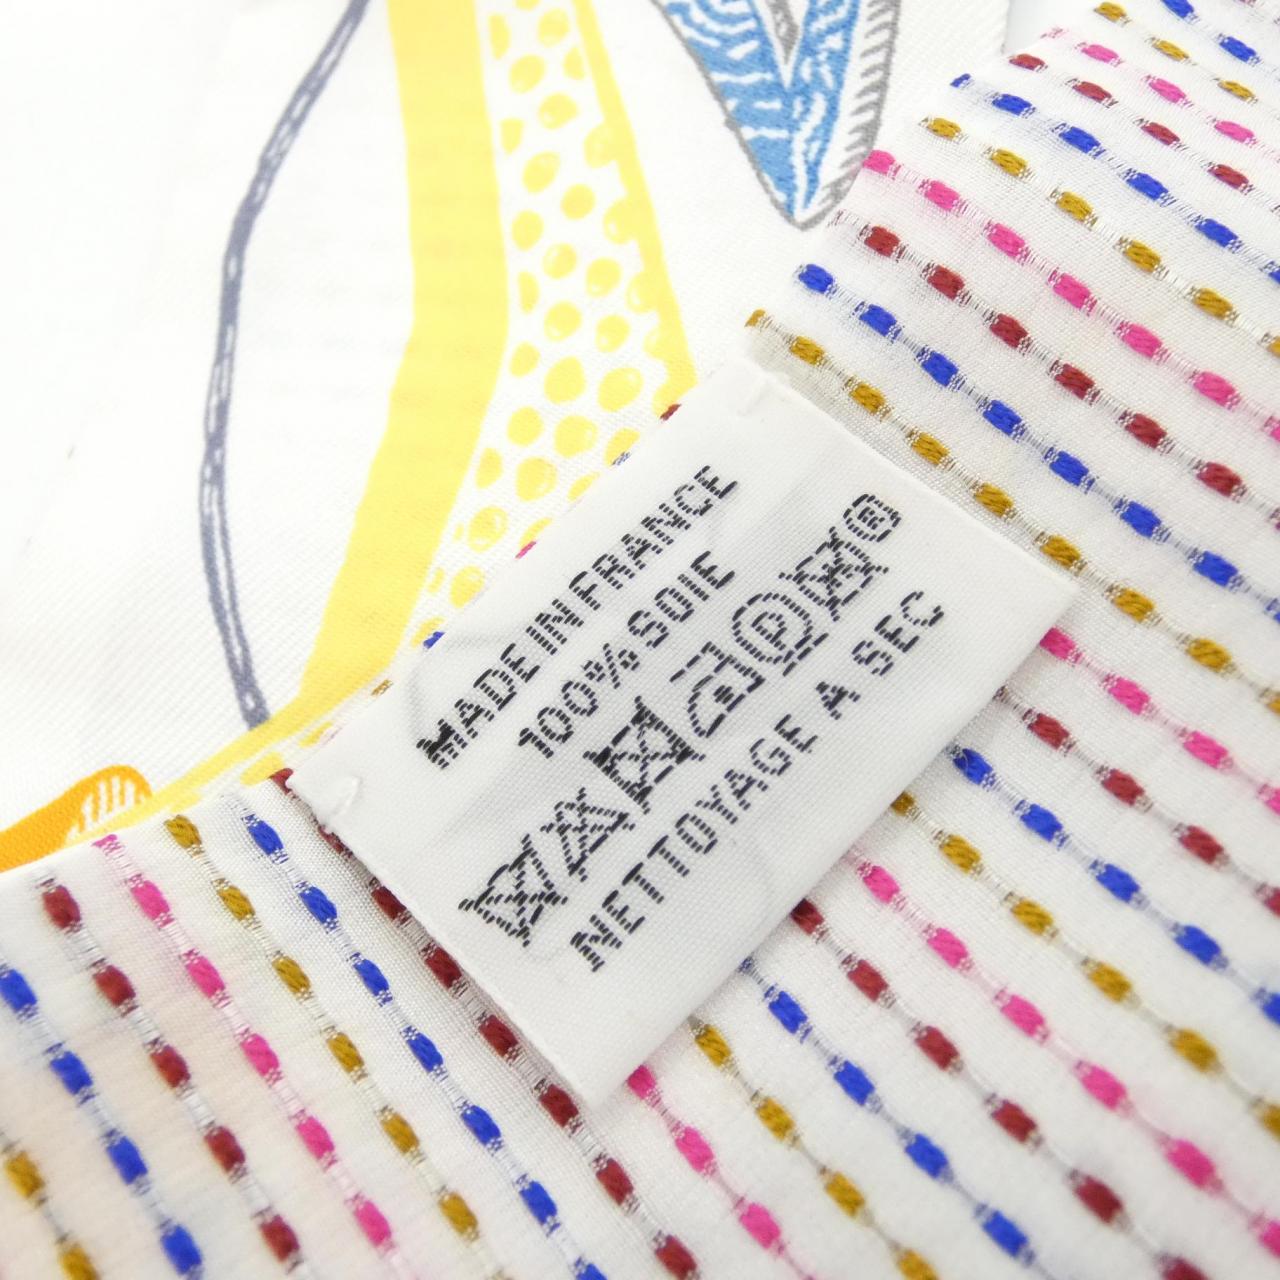 MADE IN FRANCE
100% SOIE
P ®
NETTOYAGE A SEC